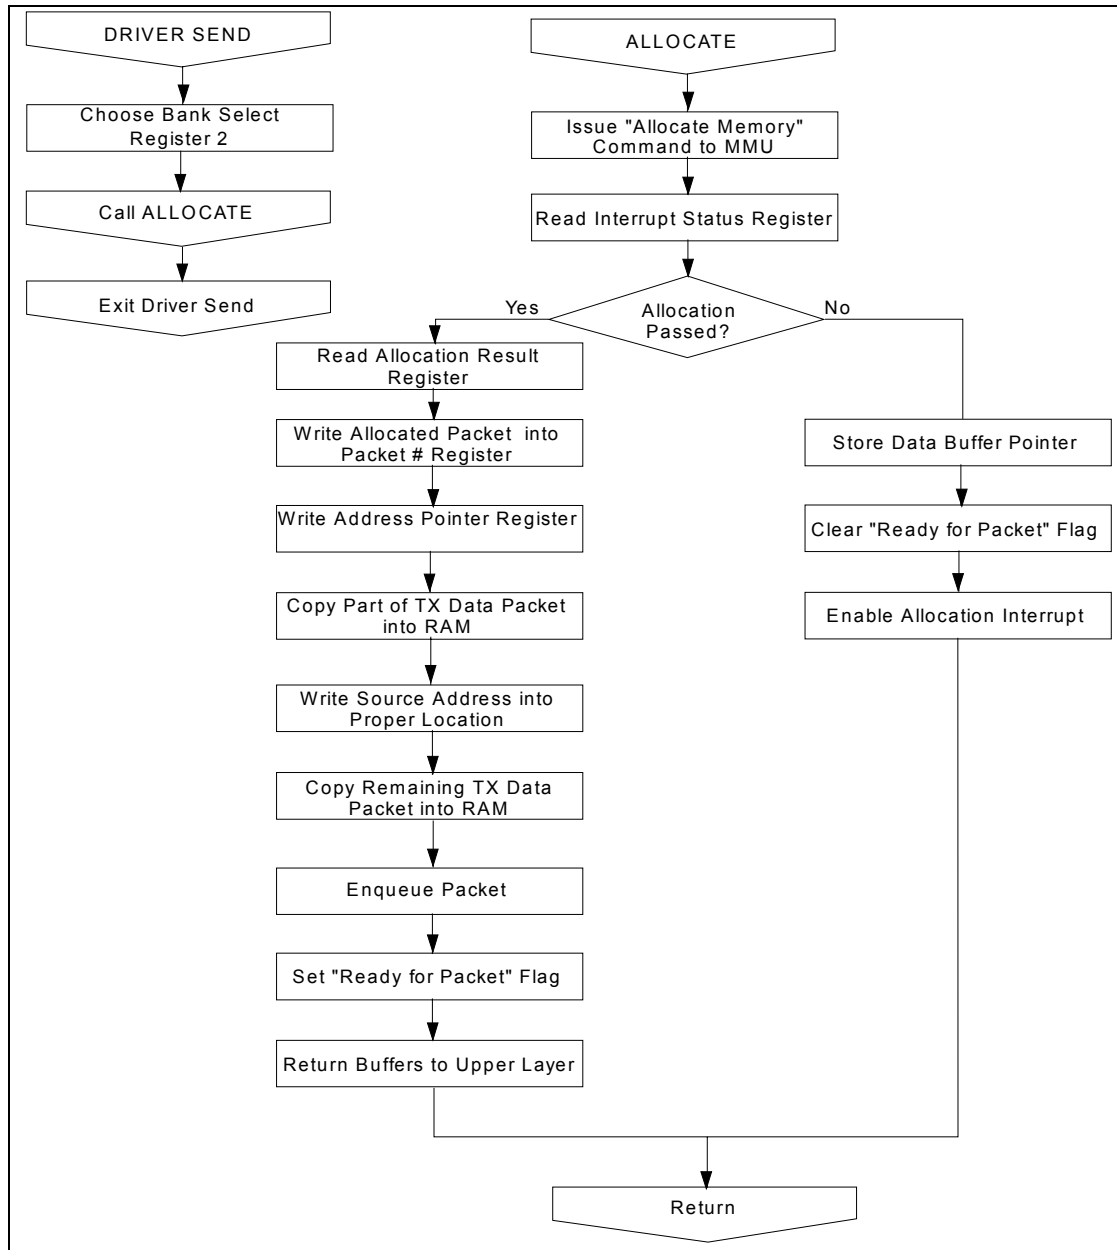 DRIVER SEND
Choose Bank Select
Register 2
Call ALLOCATE
Exit Driver Send
ALLOCATE
Issue "Allocate Memory"
Command to MMU
Read Interrupt Status Register
Allocation
Passed?
Yes
No
Read Allocation Result
Register
Write Allocated Packet into
Packet # Register
Write Address Pointer Register
Copy Part of TX Data Packet
into RAM
Write Source Address into
Proper Location
Copy Remaining TX Data
Packet into RAM
Enqueue Packet
Set "Ready for Packet" Flag
Return Buffers to Upper Layer
Store Data Buffer Pointer
Clear "Ready for Packet" Flag
Enable Allocation Interrupt
Return